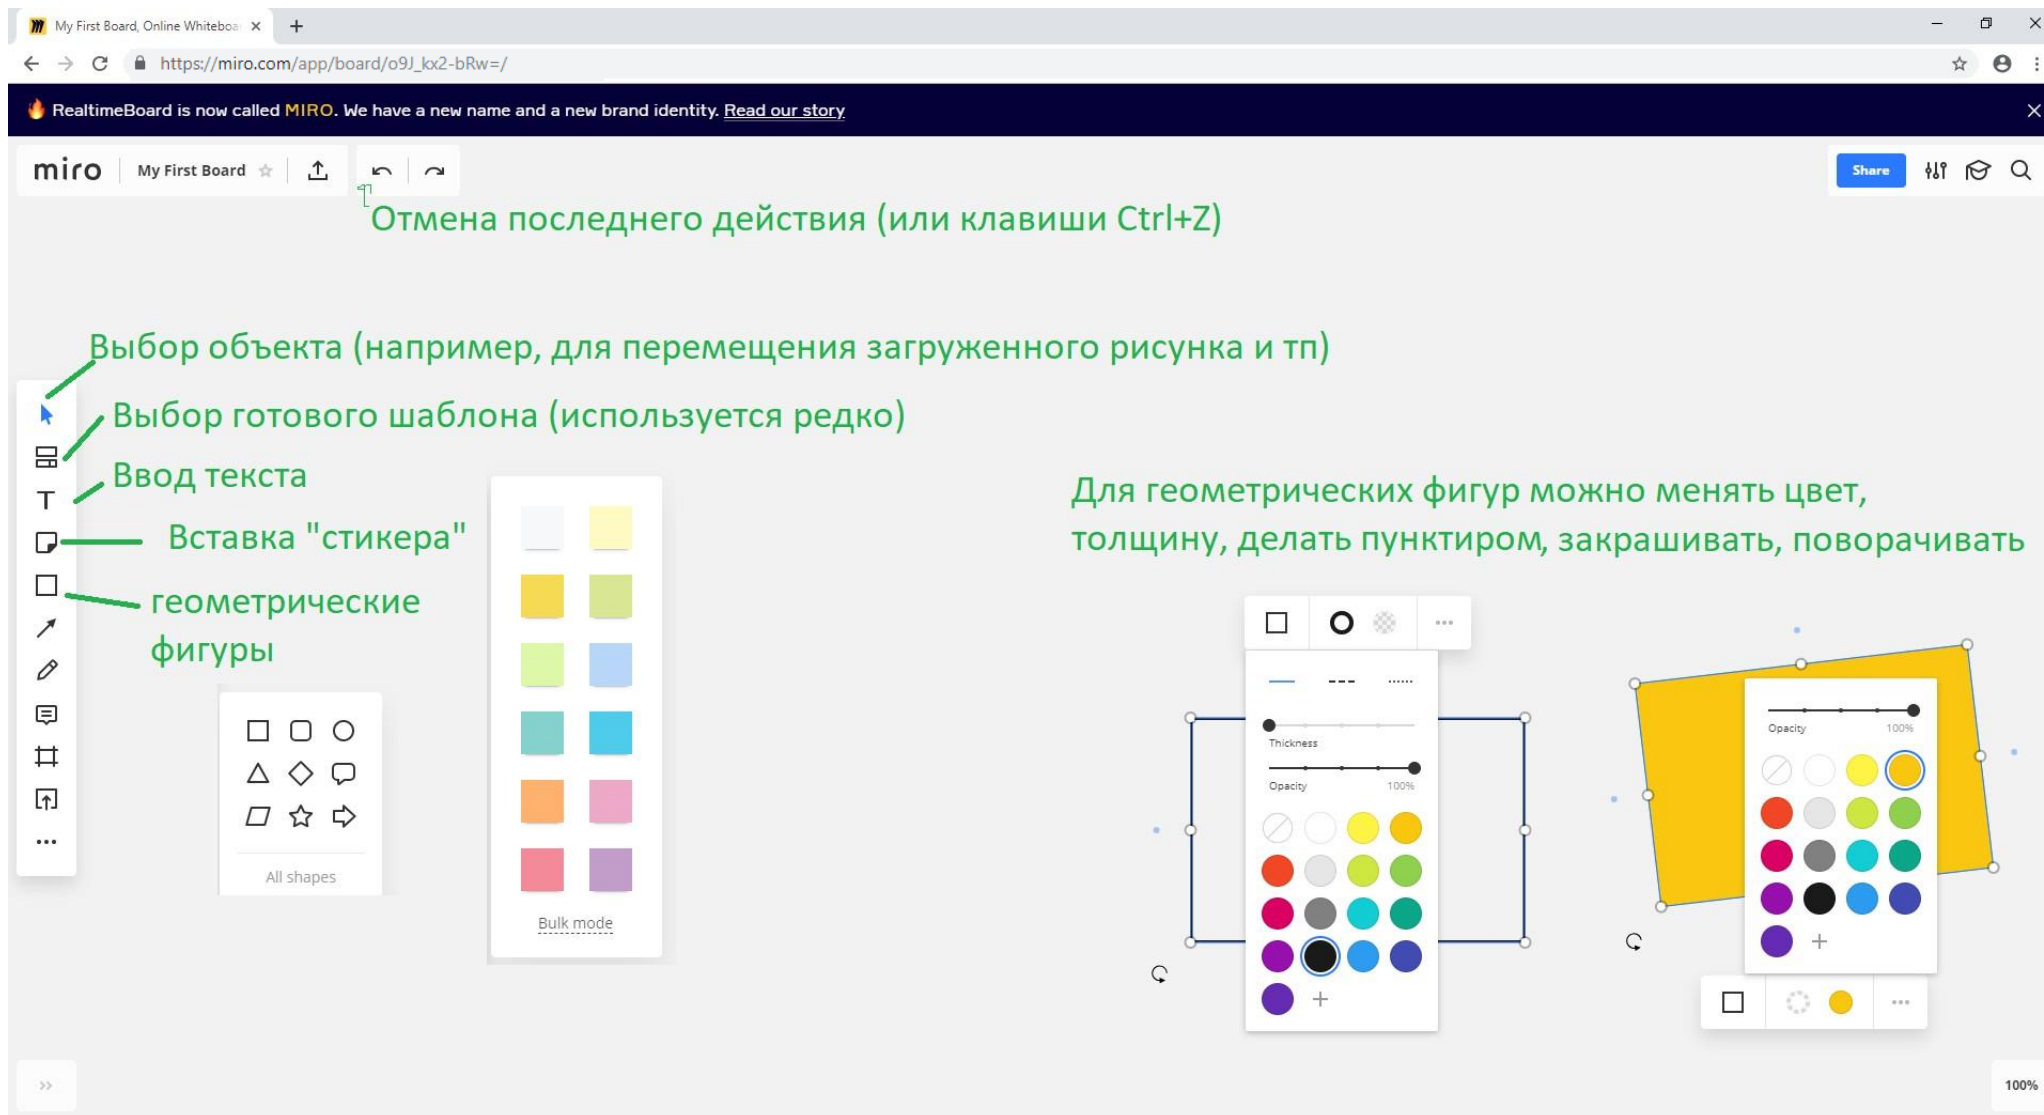 My First Board, Online Whiteboa
https://miro.com/app/board/o9J_kx2-bRw=/
RealtimeBoard is now called MIRO. We have a new name and a new brand identity. Read our story
miro My First Board
Share
Отмена последнего действия (или клавиши Ctrl+Z)
Выбор объекта (например, для перемещения загруженного рисунка и тп)
Выбор готового шаблона (используется редко)
Ввод текста
Вставка "стикера"
геометрические
фигуры
All shapes
Bulk mode
Для геометрических фигур можно менять цвет,
толщину, делать пунктиром, закрашивать, поворачивать
Thickness
Opacity 100%
Opacity 100%
100%